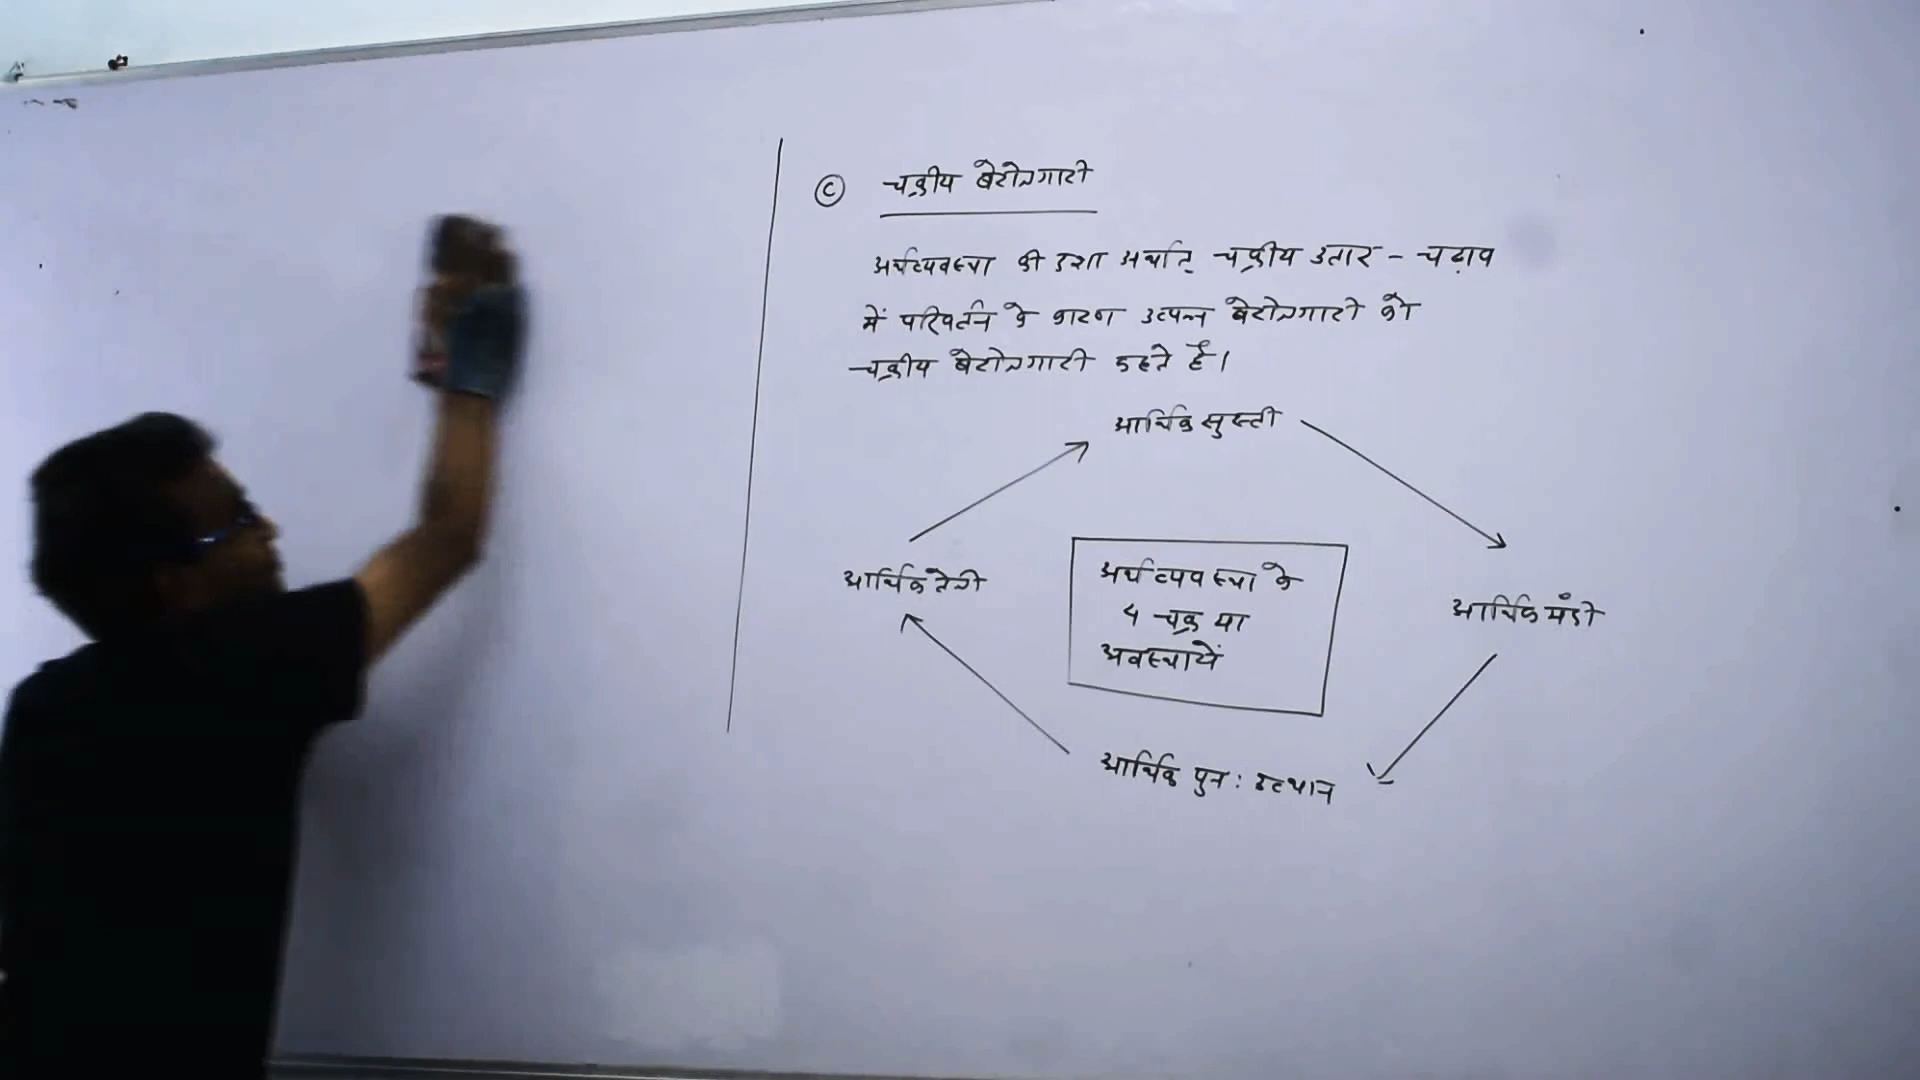 © चक्रीय बेरोजगारी
अर्थव्यवस्था की दशा अर्थात् चक्रीय उतार - चढ़ाव
में परिवर्तन के कारण उत्पन्न बेरोजगारी को
चक्रीय बेरोजगारी कहते हैं।
आर्थिक सुस्ती
आर्थिक तेजी
अर्थव्यवस्था के
4 चक्र या
अवस्थायें
आर्थिक मंडी
आर्थिक पुन: उत्थान